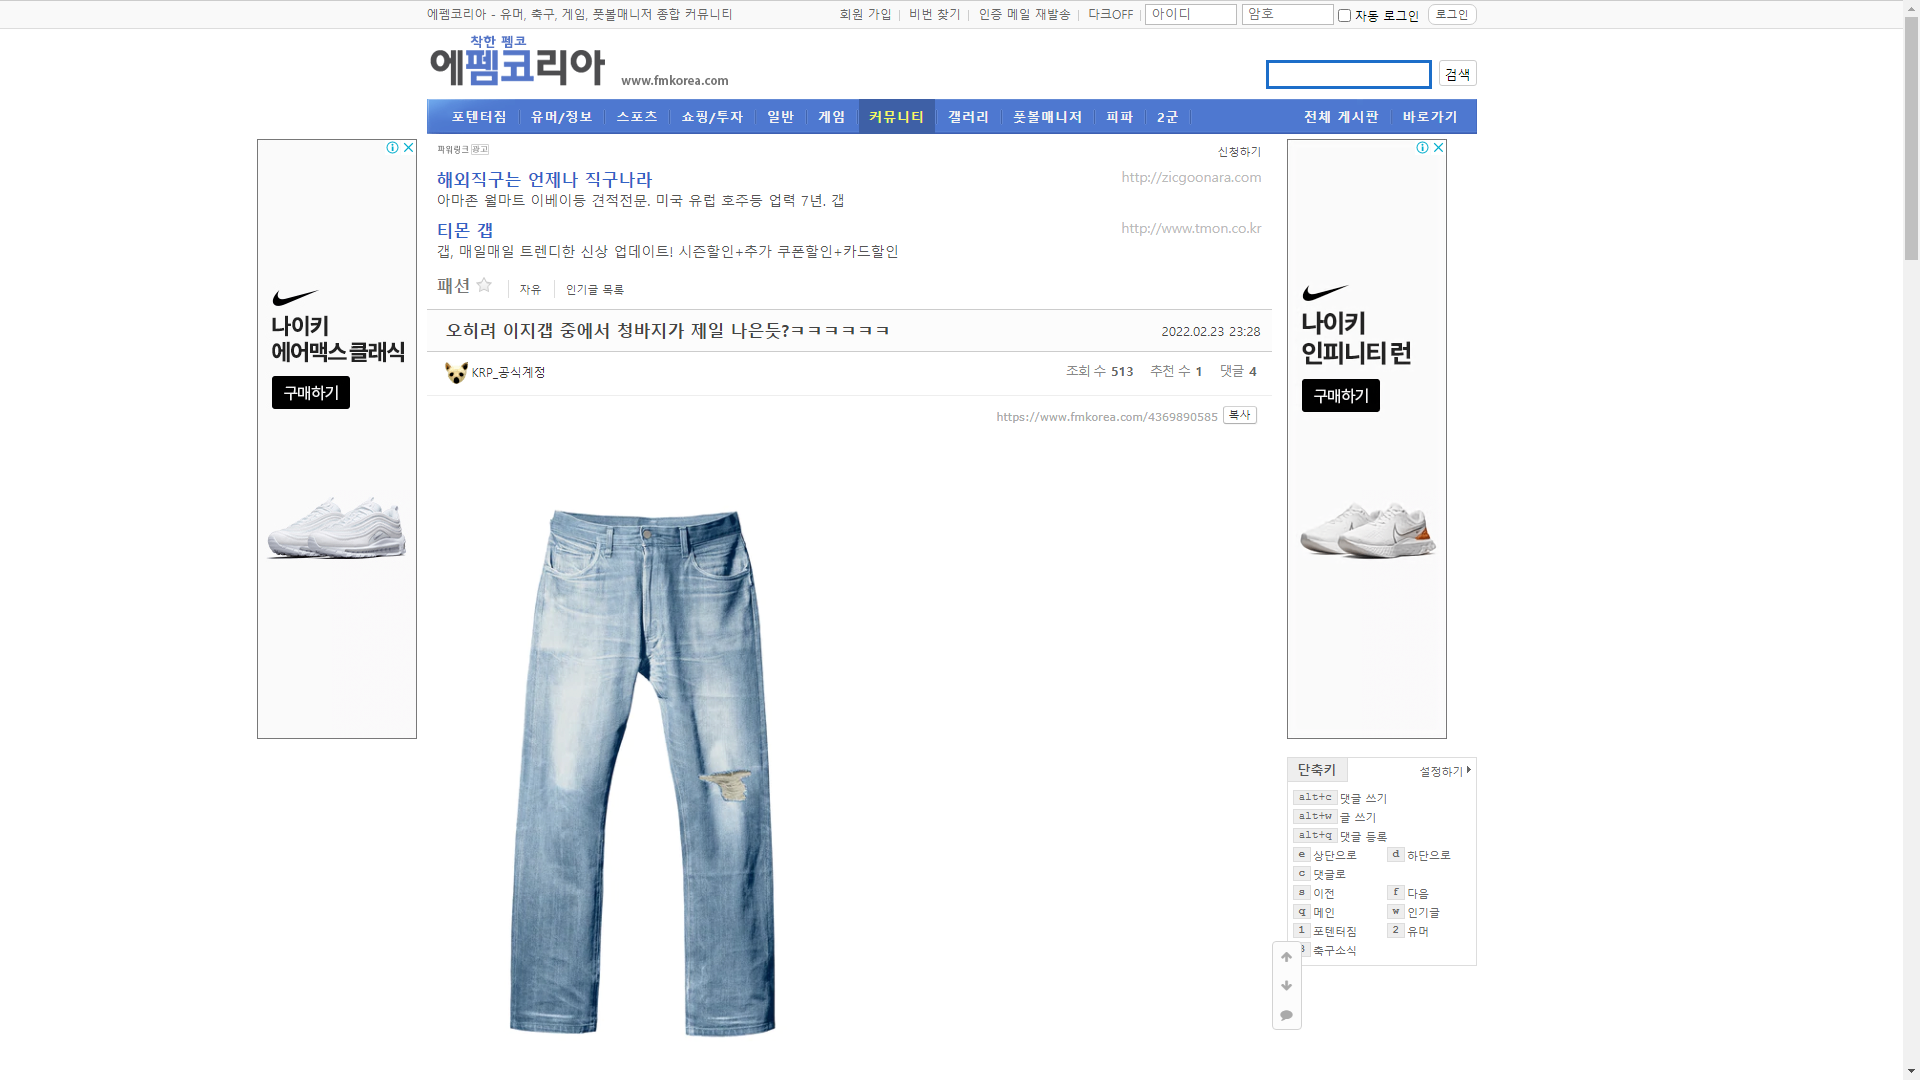 에펨코리아 - 유머, 축구, 게임, 풋볼매니저 종합 커뮤니티
회원 가입
비번 찾기
인증 메일 재발송
다크OFF
아이디
암호
자동 로그인
로그인
착한 펨코
에펨코리아
www.fmkorea.com
검색
포텐터짐 유머/정보 스포츠 쇼핑/투자 일반 게임 커뮤니티 갤러리 풋볼매니저 피파 2군 전체 게시판 바로가기
파워링크 광고
신청하기
해외직구는 언제나 직구나라
http://zicgoonara.com
아마존 월마트 이베이등 견적전문. 미국 유럽 호주등 업력 7년. 갭
티몬 갭
http://www.tmon.co.kr
갭, 매일매일 트렌디한 신상 업데이트! 시즌할인+추가 쿠폰할인+카드할인
패션
자유
인기글 목록
오히려 이지갭 중에서 청바지가 제일 나은듯?ㅋㅋㅋㅋㅋㅋ
2022.02.23 23:28
KRP_공식계정
조회 수 513
추천 수 1
댓글 4
https://www.fmkorea.com/4369890585
복사
나이키
에어맥스 클래식
구매하기
나이키
인피니티 런
구매하기
단축키
설정하기
alt+c 댓글 쓰기
alt+w 글 쓰기
alt+q 댓글 등록
e 상단으로
d 하단으로
c 댓글로
s 이전
f 다음
q 메인
w 인기글
1 포텐터짐
2 유머
3 축구소식